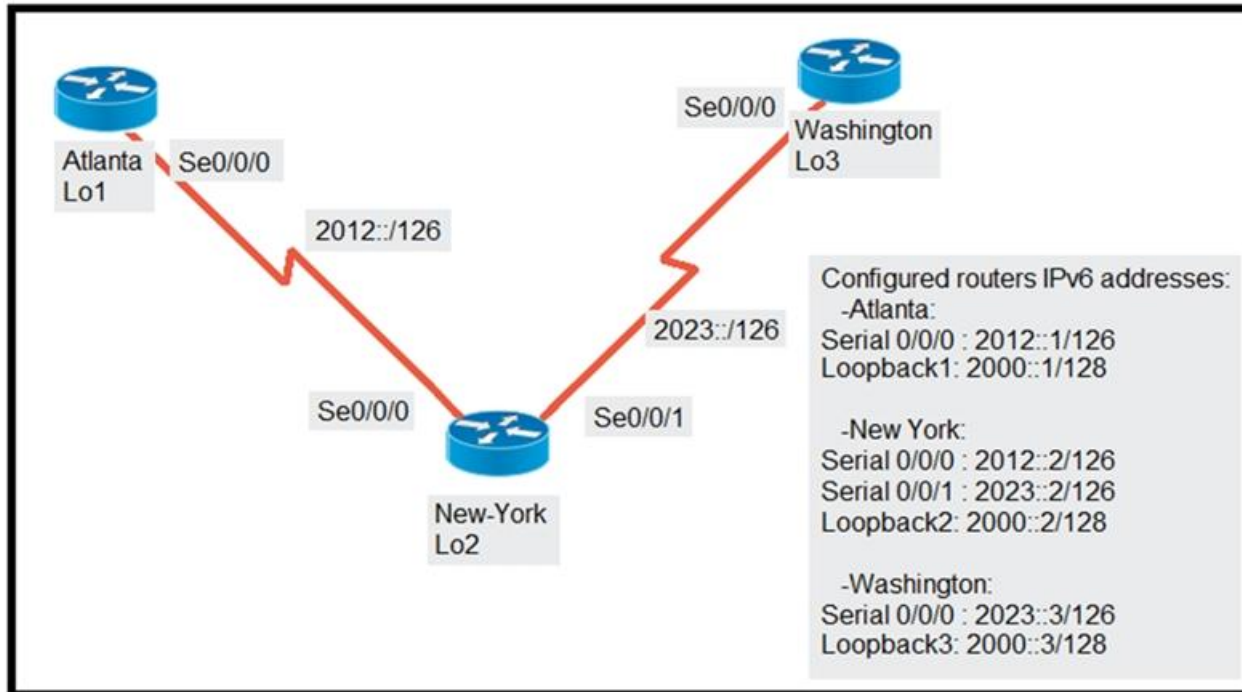 Se0/0/0
Washington
Lo3
Atlanta
Lo1
Se0/0/0
2012::/126
2023::/126
Se0/0/0
Se0/0/1
New-York
Lo2
Configured routers IPv6 addresses:
-Atlanta:
Serial 0/0/0 : 2012::1/126
Loopback1: 2000::1/128
-New York:
Serial 0/0/0 : 2012::2/126
Serial 0/0/1 : 2023::2/126
Loopback2: 2000::2/128
-Washington:
Serial 0/0/0 : 2023::3/126
Loopback3: 2000::3/128